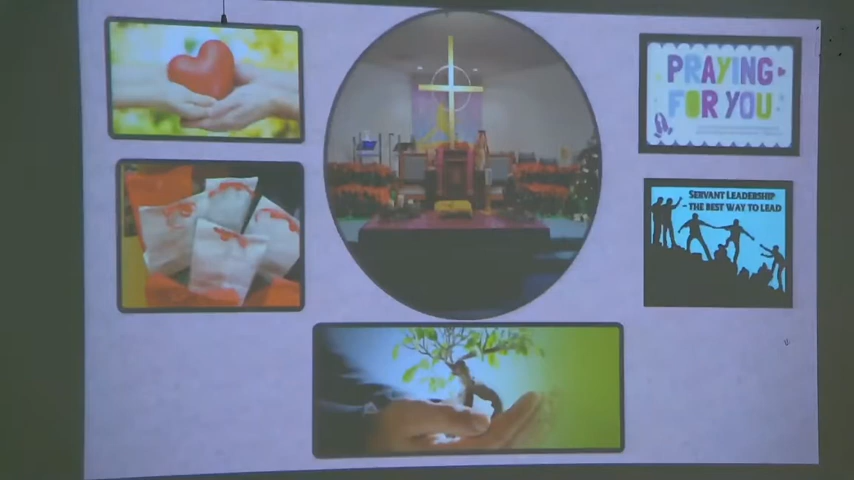 PRAYING
FOR YOU
SERVANT LEADERSHIP
- THE BEST WAY TO LEAD